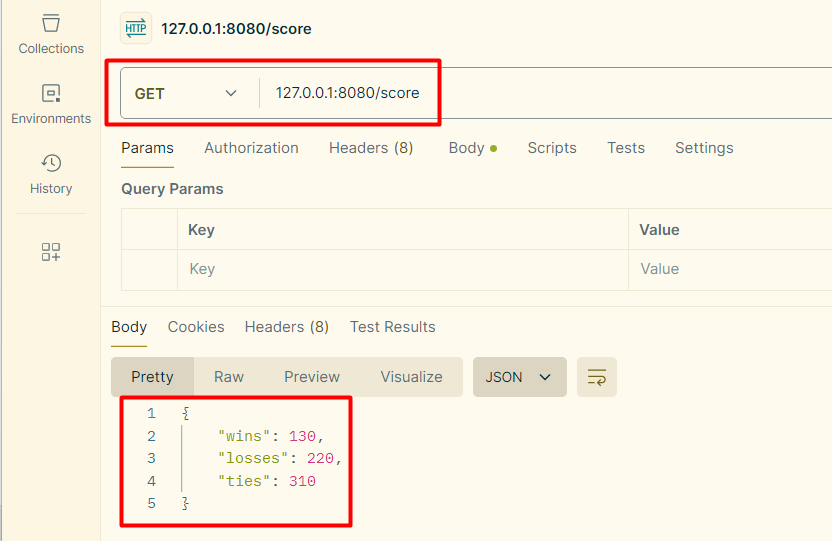 Collections
Environments
History
HTTP 127.0.0.1:8080/score
GET 127.0.0.1:8080/score
Params Authorization Headers (8) Body Scripts Tests Settings
Query Params
Key Value
Key Value
Body Cookies Headers (8) Test Results
Pretty Raw Preview Visualize JSON
1 {
2 "wins": 130,
3 "losses": 220,
4 "ties": 310
5 }